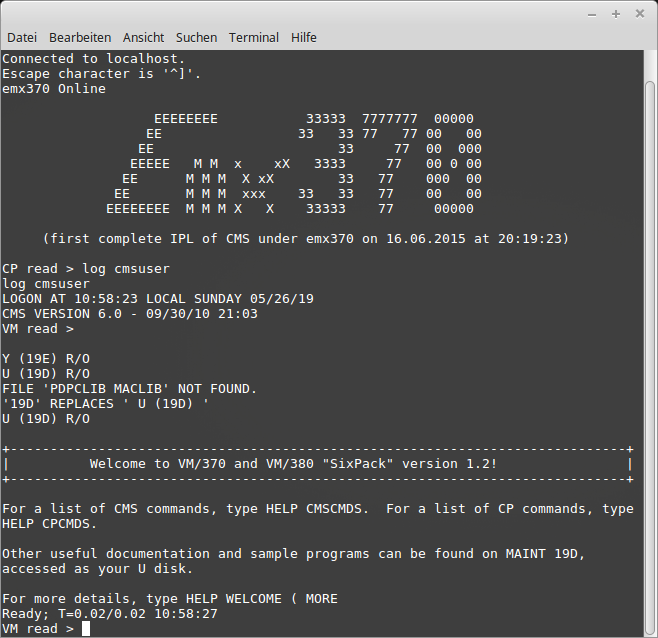 Datei Bearbeiten Ansicht Suchen Terminal Hilfe
Connected to localhost.
Escape character is '^]'.
emx370 Online
                   EEEEEEEE           33333  7777777  00000
                  EE                 33   33 77   77 00   00
                 EE                       33     77  00  000
                EEEEE   M M  x    xX   3333     77   00 0 00
               EE      M M M  X xX        33   77    000  00
              EE       M M M  xxx    33   33   77    00   00
             EEEEEEEE  M M M X   X    33333    77     00000
     (first complete IPL of CMS under emx370 on 16.06.2015 at 20:19:23)
CP read > log cmsuser
log cmsuser
LOGON AT 10:58:23 LOCAL SUNDAY 05/26/19
CMS VERSION 6.0 - 09/30/10 21:03
VM read >
Y (19E) R/O
U (19D) R/O
FILE 'PDPCLIB MACLIB' NOT FOUND.
'19D' REPLACES ' U (19D) '
U (19D) R/O
+-----------------------------------------------------------------------------+
|          Welcome to VM/370 and VM/380 "SixPack" version 1.2!                |
+-----------------------------------------------------------------------------+
For a list of CMS commands, type HELP CMSCMDS.  For a list of CP commands, type
HELP CPCMDS.
Other useful documentation and sample programs can be found on MAINT 19D,
accessed as your U disk.
For more details, type HELP WELCOME ( MORE
Ready; T=0.02/0.02 10:58:27
VM read >